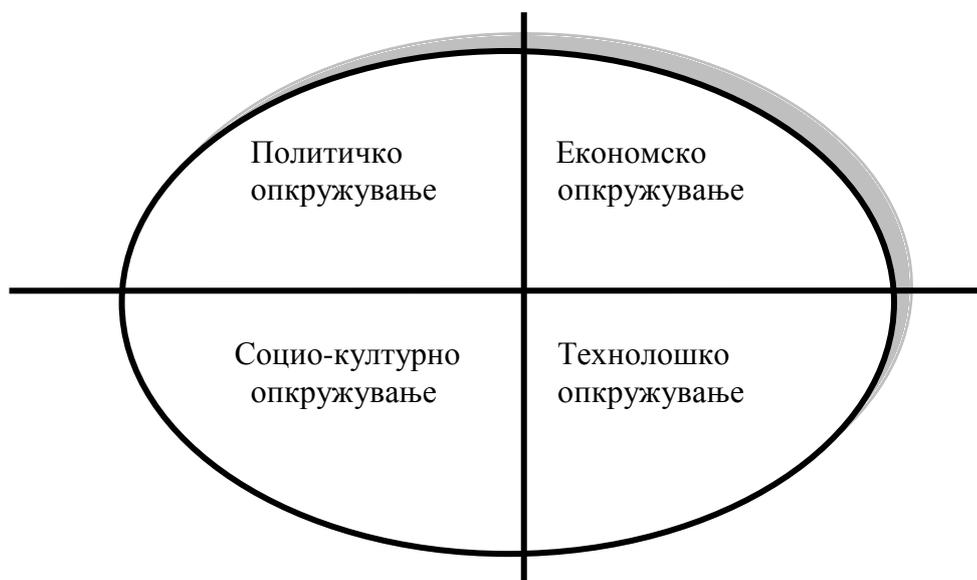 Политичко
опкружување
Економско
опкружување
Социо-културно
опкружување
Технолошко
опкружување